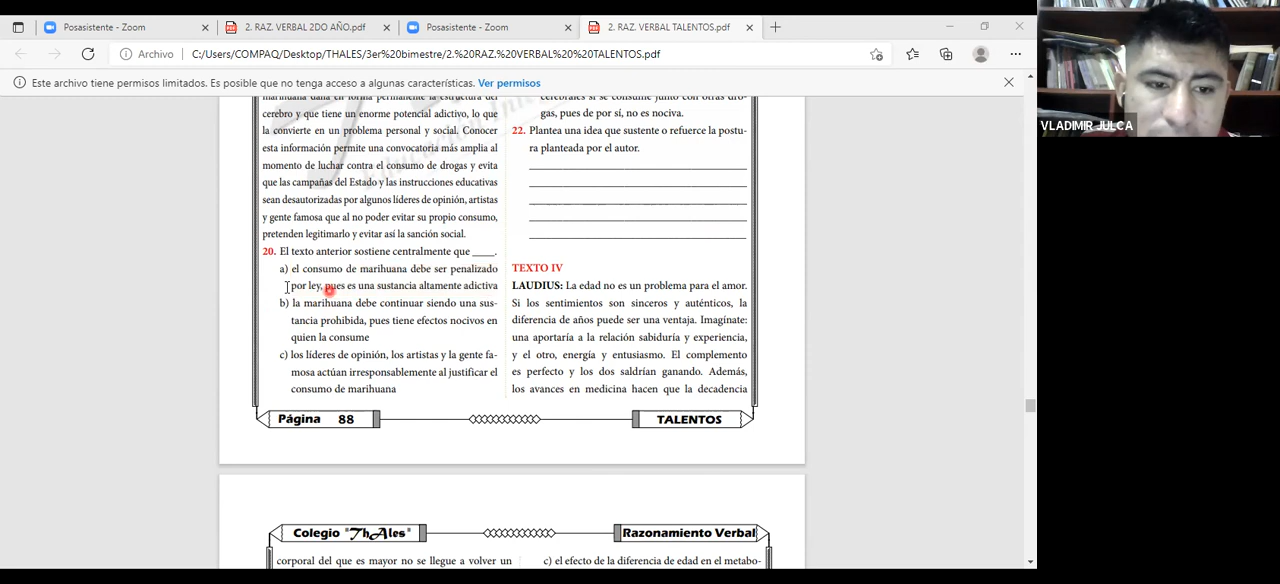 Posasistente - Zoom
2. RAZ. VERBAL 2DO AÑO.pdf
Posasistente - Zoom
2. RAZ. VERBAL TALENTOS.pdf
Archivo
C:/Users/COMPAQ/Desktop/THALES/3er%20bimestre/2.%20RAZ.%20VERBAL%20%20TALENTOS.pdf
Este archivo tiene permisos limitados. Es posible que no tenga acceso a algunas características. Ver permisos
VLADIMIR JULCA
marihuana daña en forma permanente la estructura del
cerebro y que tiene un enorme potencial adictivo, lo que
la convierte en un problema personal y social. Conocer
esta información permite una convocatoria más amplia al
momento de luchar contra el consumo de drogas y evita
que las campañas del Estado y las instrucciones educativas
sean desautorizadas por algunos líderes de opinión, artistas
y gente famosa que al no poder evitar su propio consumo,
pretenden legitimarlo y evitar así la sanción social.
20. El texto anterior sostiene centralmente que ____.
a) el consumo de marihuana debe ser penalizado
por ley, pues es una sustancia altamente adictiva
b) la marihuana debe continuar siendo una sus-
tancia prohibida, pues tiene efectos nocivos en
quien la consume
c) los líderes de opinión, los artistas y la gente fa-
mosa actúan irresponsablemente al justificar el
consumo de marihuana
cerebrales si se consume junto con otras dro-
gas, pues de por sí, no es nociva.
22. Plantea una idea que sustente o refuerce la postu-
ra planteada por el autor.
TEXTO IV
LAUDIUS: La edad no es un problema para el amor.
Si los sentimientos son sinceros y auténticos, la
diferencia de años puede ser una ventaja. Imagínate:
una aportaría a la relación sabiduría y experiencia,
y el otro, energía y entusiasmo. El complemento
es perfecto y los dos saldrían ganando. Además,
los avances en medicina hacen que la decadencia
Página 88
TALENTOS
Colegio "ThAles"
Razonamiento Verbal
corporal del que es mayor no se llegue a volver un
c) el efecto de la diferencia de edad en el metabo-